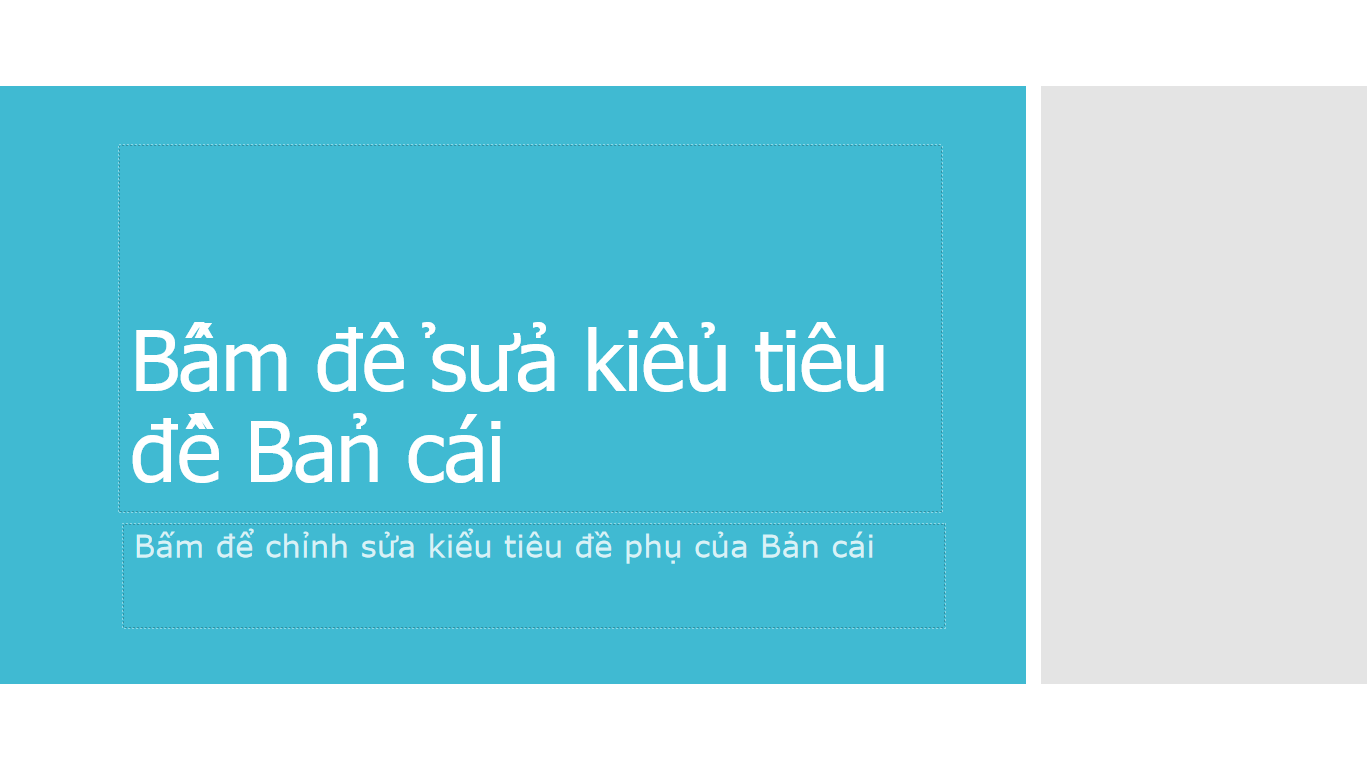 Bấm để sửa kiểu tiêu
đề Bản cái
Bấm để chỉnh sửa kiểu tiêu đề phụ của Bản cái